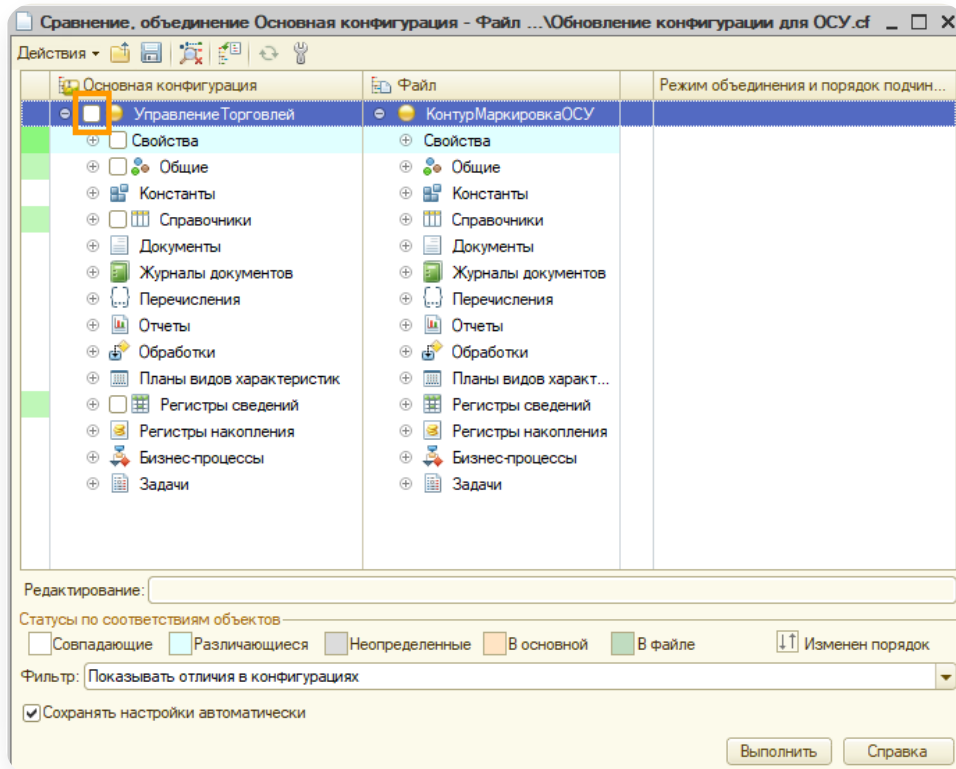 Сравнение, объединение Основная конфигурация - Файл ...\Обновление конфигурации для ОСУ.cf
Действия
Основная конфигурация Файл Режим объединения и порядок подчин...
УправлениеТорговлей КонтурМаркировкаОСУ
Свойства Свойства
Общие Общие
Константы Константы
Справочники Справочники
Документы Документы
Журналы документов Журналы документов
Перечисления Перечисления
Отчеты Отчеты
Обработки Обработки
Планы видов характеристик Планы видов характ...
Регистры сведений Регистры сведений
Регистры накопления Регистры накопления
Бизнес-процессы Бизнес-процессы
Задачи Задачи
Редактирование:
Статусы по соответствиям объектов
Совпадающие Различающиеся Неопределенные В основной В файле Изменен порядок
Фильтр: Показывать отличия в конфигурациях
Сохранять настройки автоматически
Выполнить Справка